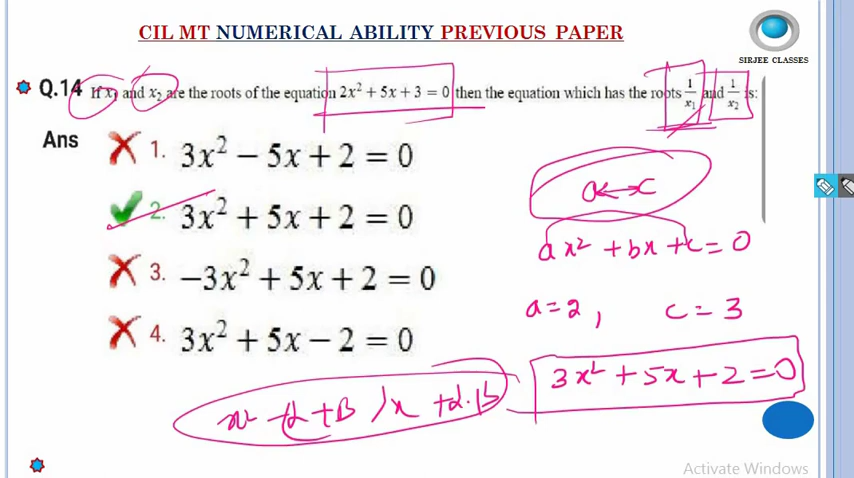 CIL MT NUMERICAL ABILITY PREVIOUS PAPER
SIRJEE CLASSES
Q.14 If x₁ and x₂ are the roots of the equation 2x² + 5x + 3 = 0 then the equation which has the roots 1/x₁ and 1/x₂ is:
Ans
1. 3x² − 5x + 2 = 0
2. 3x² + 5x + 2 = 0
3. −3x² + 5x + 2 = 0
4. 3x² + 5x − 2 = 0
a↔c
ax² + bx + c = 0
a = 2, c = 3
3x² + 5x + 2 = 0
Activate Windows